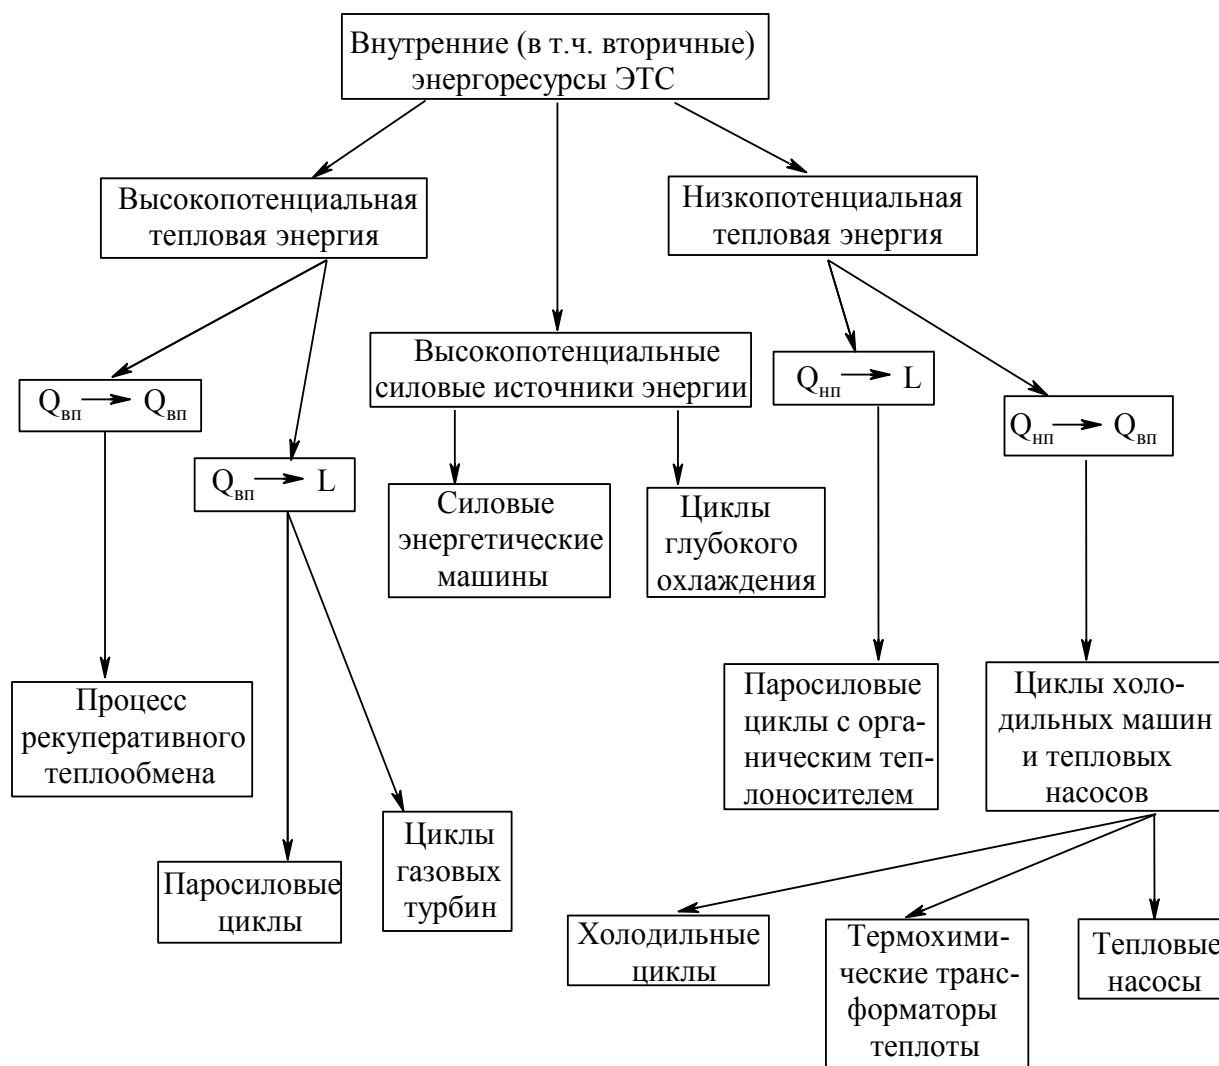 Внутренние (в т.ч. вторичные)
энергоресурсы ЭТС
Высокопотенциальная
тепловая энергия
Низкопотенциальная
тепловая энергия
Высокопотенциальные
силовые источники энергии
Qвп → Qвп
Qвп → L
Qнп → L
Qнп → Qвп
Силовые
энергетические
машины
Циклы
глубокого
охлаждения
Процесс
рекуперативного
теплообмена
Паросиловые
циклы с орга-
ническим теп-
лоносителем
Циклы холо-
дильных машин
и тепловых
насосов
Паросиловые
циклы
Циклы
газовых
турбин
Холодильные
циклы
Термохими-
ческие транс-
форматоры
теплоты
Тепловые
насосы